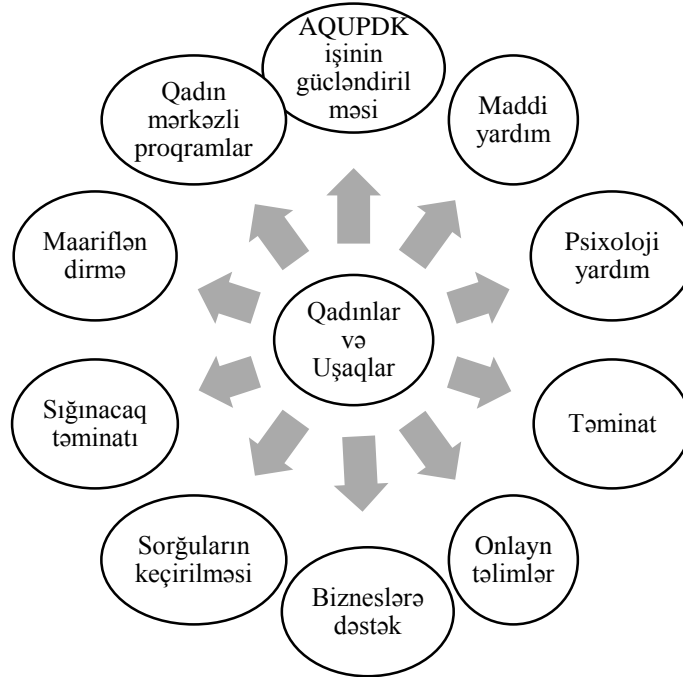 AQUPDK
işinin
gücləndiril
məsi
Maddi
yardım
Psixoloji
yardım
Təminat
Onlayn
təlimlər
Bizneslərə
dəstək
Sorğuların
keçirilməsi
Sığınacaq
təminatı
Maariflən
dirmə
Qadın
mərkəzli
proqramlar
Qadınlar
və
Uşaqlar